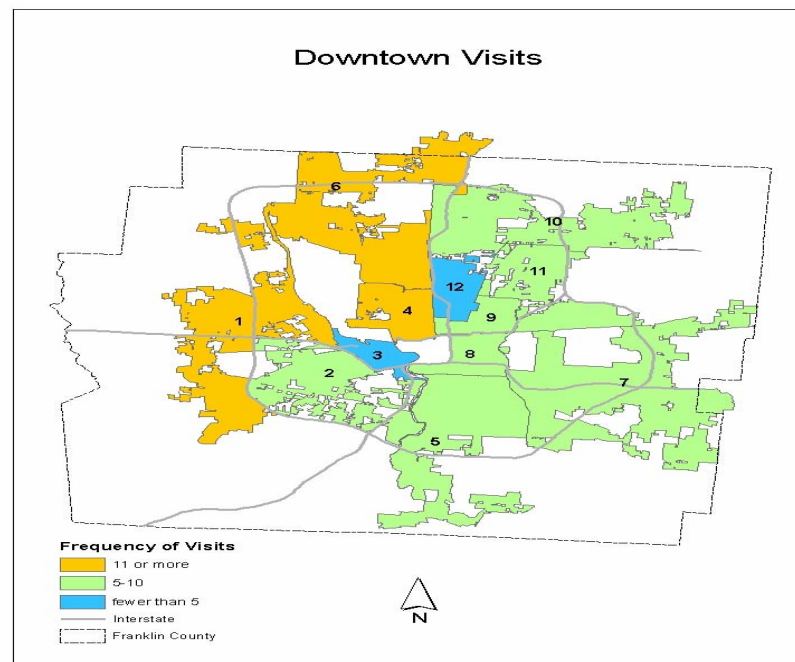 Downtown Visits
6
10
11
12
1
4
9
3
8
2
7
5
Frequency of Visits
11 or more
5-10
fewer than 5
Interstate
Franklin County
N